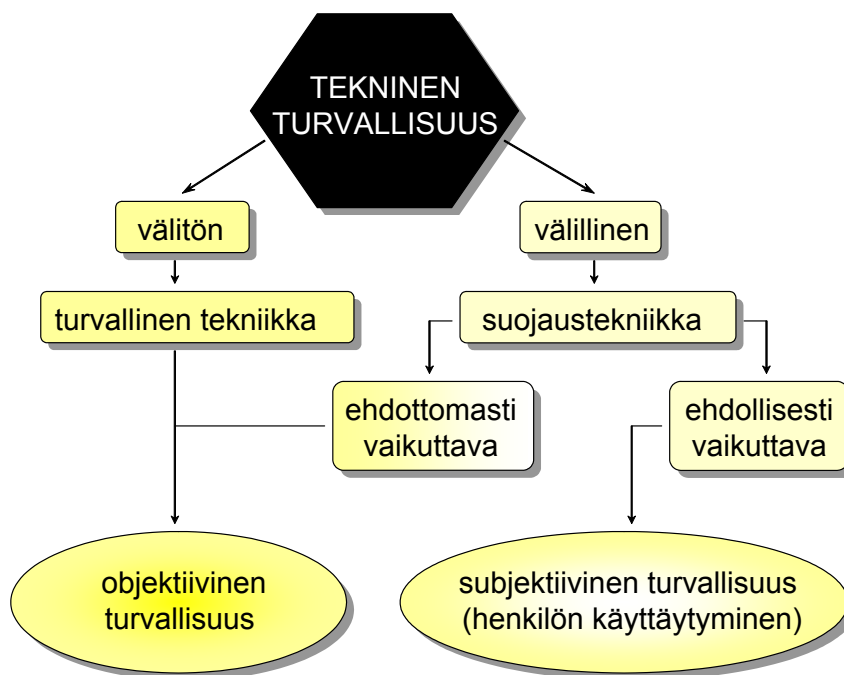 TEKNINEN
TURVALLISUUS
välitön
välillinen
turvallinen tekniikka
suojaustekniikka
ehdottomasti
vaikuttava
ehdollisesti
vaikuttava
objektiivinen
turvallisuus
subjektiivinen turvallisuus
(henkilön käyttäytyminen)